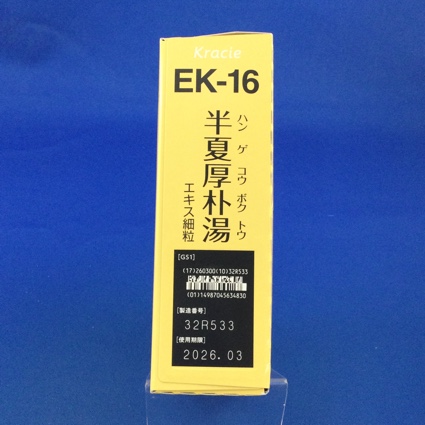 Kracie
EK-16
半夏厚朴湯
ハンゲコウボクトウ
エキス細粒
[GS1]
(17)260300(10)32R533
(01)14987045634830
[製造番号]
32R533
[使用期限]
2026.03